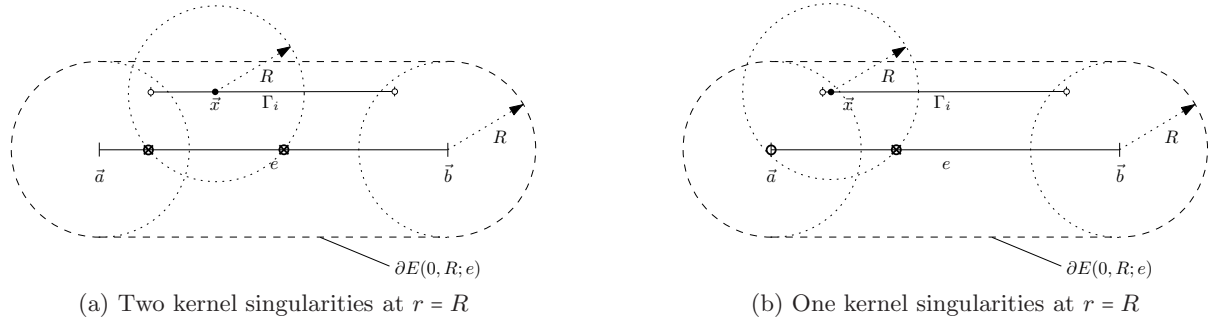 R
R
x⃗
Γᵢ
R
a⃗
e
b⃗
∂E(0, R; e)
(a) Two kernel singularities at r = R
R
x⃗
Γᵢ
R
a⃗
e
b⃗
∂E(0, R; e)
(b) One kernel singularities at r = R